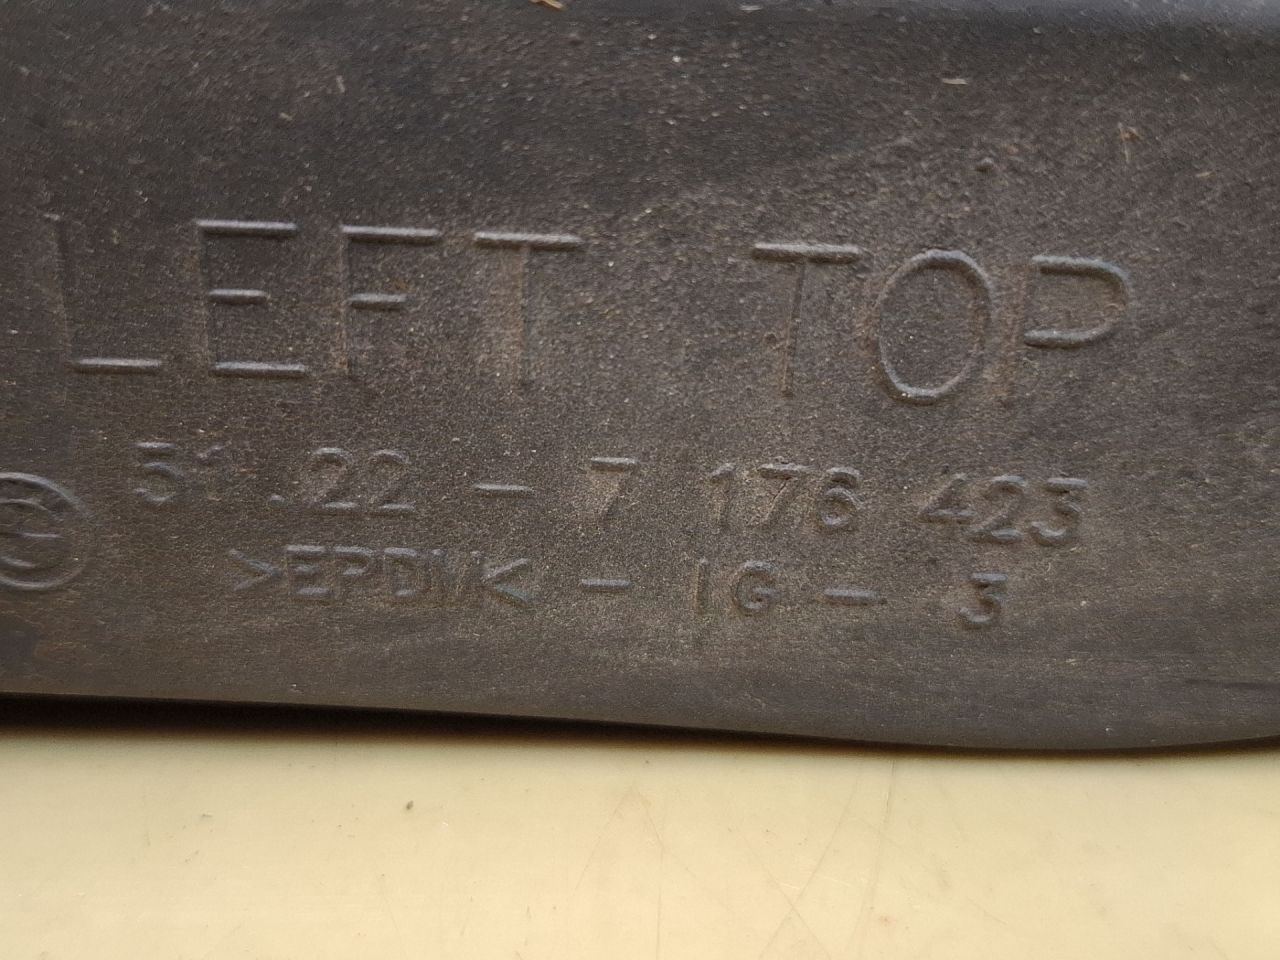 LEFT TOP
51.22 - 7 176 423
>EPDM< - IG - 3